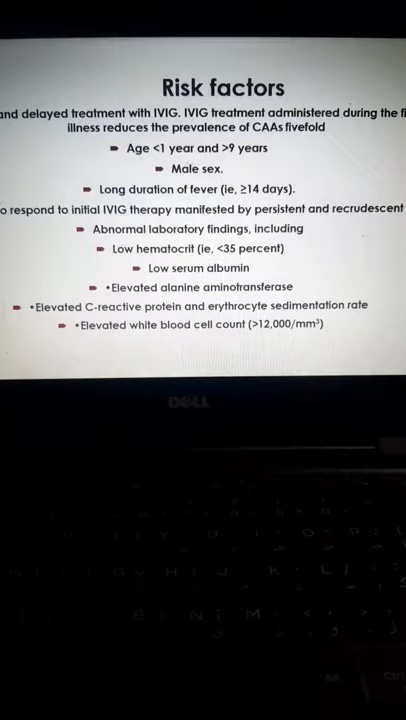 Risk factors
and delayed treatment with IVIG. IVIG treatment administered during the
illness reduces the prevalence of CAAs fivefold
Age <1 year and >9 years
Male sex.
Long duration of fever (ie, ≥14 days).
respond to initial IVIG therapy manifested by persistent and recrudescent
Abnormal laboratory findings, including
Low hematocrit (ie, <35 percent)
Low serum albumin
•Elevated alanine aminotransferase
•Elevated C-reactive protein and erythrocyte sedimentation rate
•Elevated white blood cell count (>12,000/mm³)
DELL
O P
H J K L
B N M
Alt Ctrl